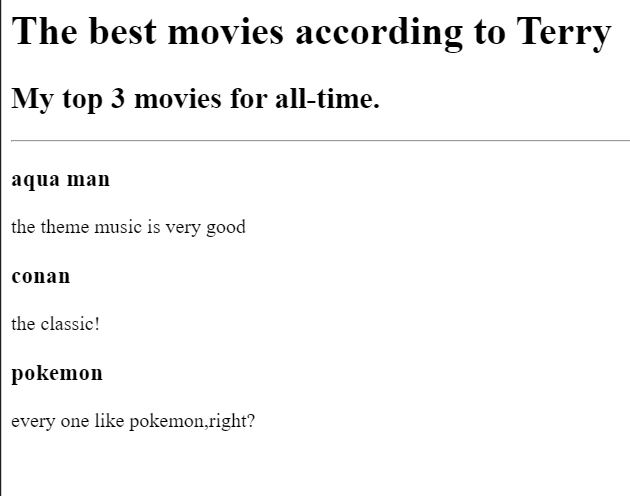 The best movies according to Terry
My top 3 movies for all-time.
aqua man
the theme music is very good
conan
the classic!
pokemon
every one like pokemon,right?